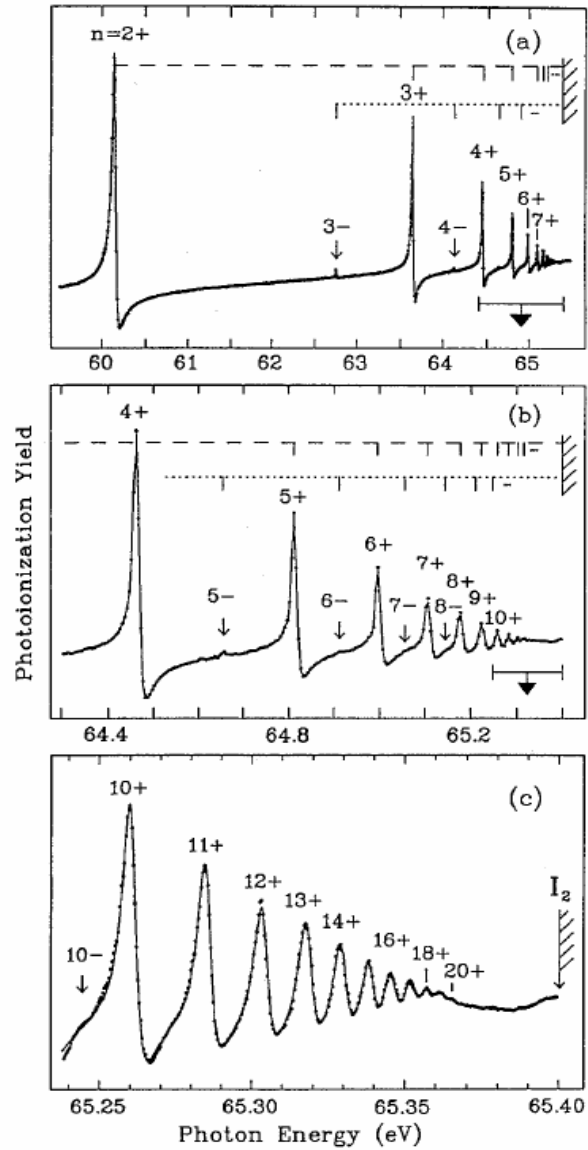 n=2+
(a)
3+
4+
5+
6+
7+
3-
4-
60 61 62 63 64 65
4+
(b)
5+
6+
7+
8+
9+
10+
5-
6-
7-
8-
64.4 64.8 65.2
Photoionization Yield
10+
(c)
11+
12+
13+
14+
16+
18+
20+
I2
10-
65.25 65.30 65.35 65.40
Photon Energy (eV)